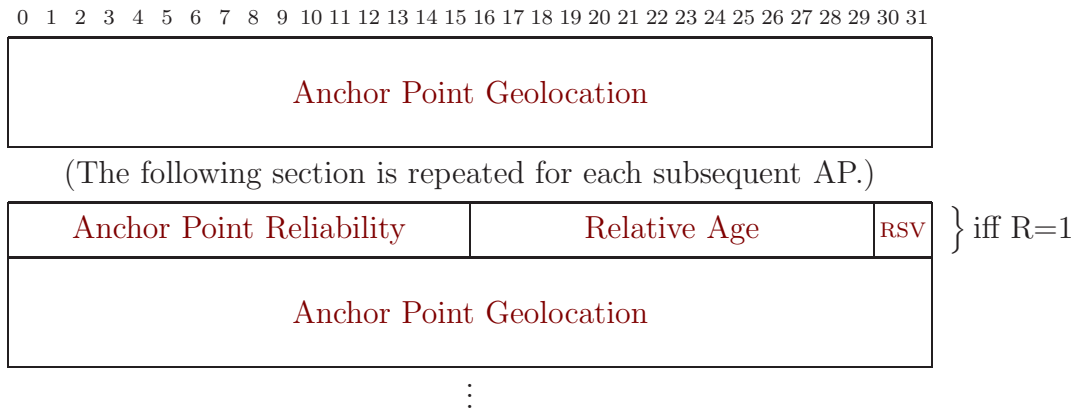 0 1 2 3 4 5 6 7 8 9 10 11 12 13 14 15 16 17 18 19 20 21 22 23 24 25 26 27 28 29 30 31
Anchor Point Geolocation
(The following section is repeated for each subsequent AP.)
Anchor Point Reliability Relative Age RSV } iff R=1
Anchor Point Geolocation
⋮